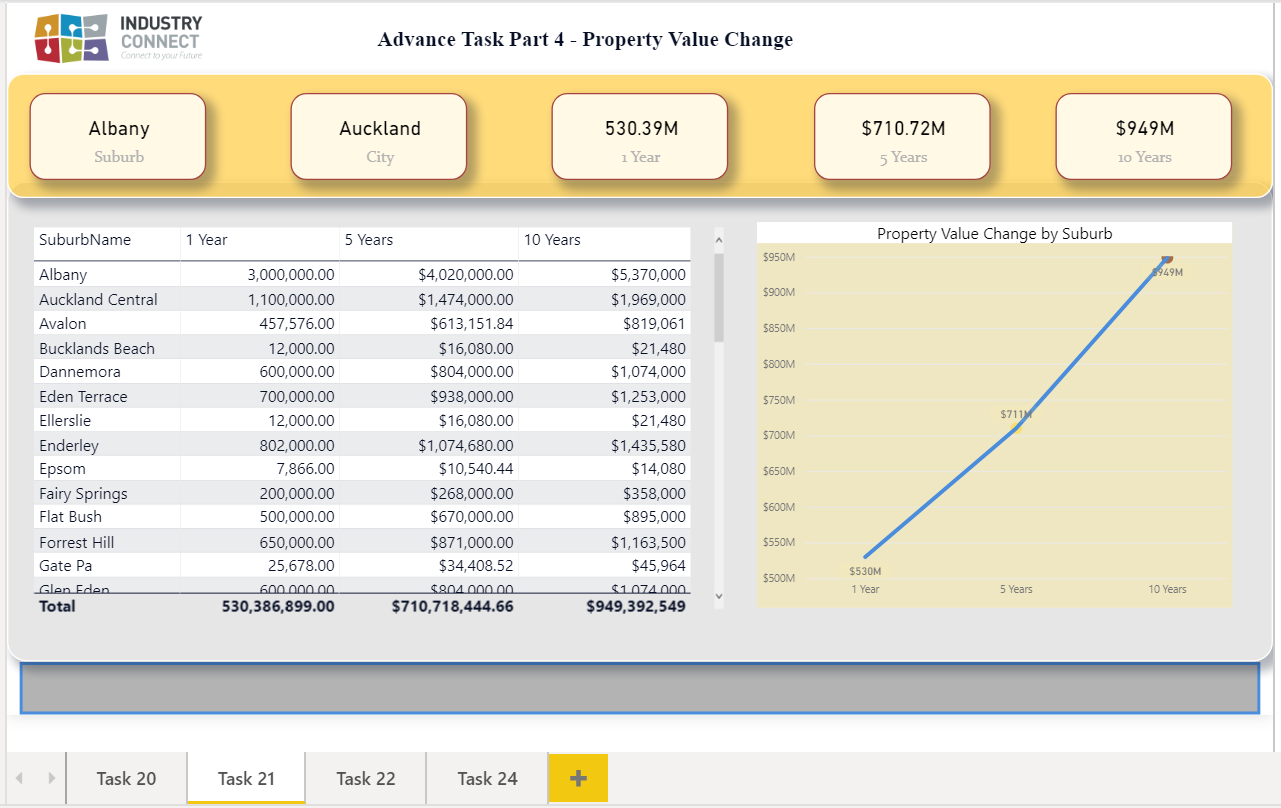 INDUSTRY
CONNECT
Connect to your Future
Advance Task Part 4 - Property Value Change
Albany
Suburb
Auckland
City
530.39M
1 Year
$710.72M
5 Years
$949M
10 Years
SuburbName 1 Year 5 Years 10 Years
Albany 3,000,000.00 $4,020,000.00 $5,370,000
Auckland Central 1,100,000.00 $1,474,000.00 $1,969,000
Avalon 457,576.00 $613,151.84 $819,061
Bucklands Beach 12,000.00 $16,080.00 $21,480
Dannemora 600,000.00 $804,000.00 $1,074,000
Eden Terrace 700,000.00 $938,000.00 $1,253,000
Ellerslie 12,000.00 $16,080.00 $21,480
Enderley 802,000.00 $1,074,680.00 $1,435,580
Epsom 7,866.00 $10,540.44 $14,080
Fairy Springs 200,000.00 $268,000.00 $358,000
Flat Bush 500,000.00 $670,000.00 $895,000
Forrest Hill 650,000.00 $871,000.00 $1,163,500
Gate Pa 25,678.00 $34,408.52 $45,964
Glen Eden 600,000.00 $804,000.00 $1,074,000
Total 530,386,899.00 $710,718,444.66 $949,392,549
Property Value Change by Suburb
$950M
$949M
$900M
$850M
$800M
$750M
$711M
$700M
$650M
$600M
$550M
$530M
$500M
1 Year 5 Years 10 Years
Task 20 Task 21 Task 22 Task 24 +